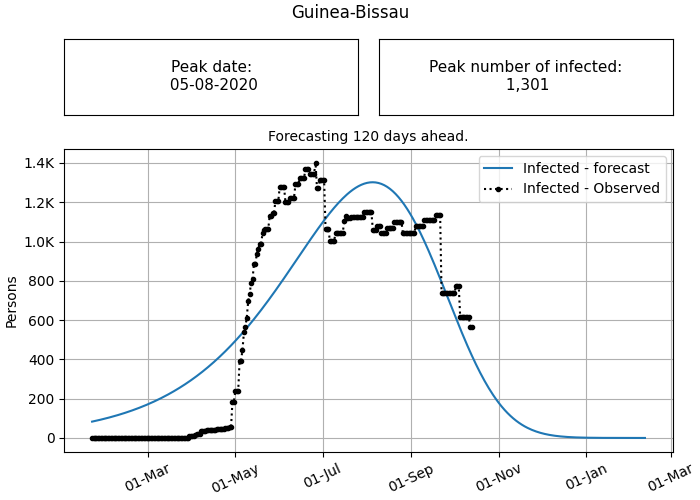 Guinea-Bissau
Peak date:
05-08-2020
Peak number of infected:
1,301
Forecasting 120 days ahead.
Infected - forecast
Infected - Observed
Persons
1.4K
1.2K
1.0K
800
600
400
200
0
01-Mar
01-May
01-Jul
01-Sep
01-Nov
01-Jan
01-Mar